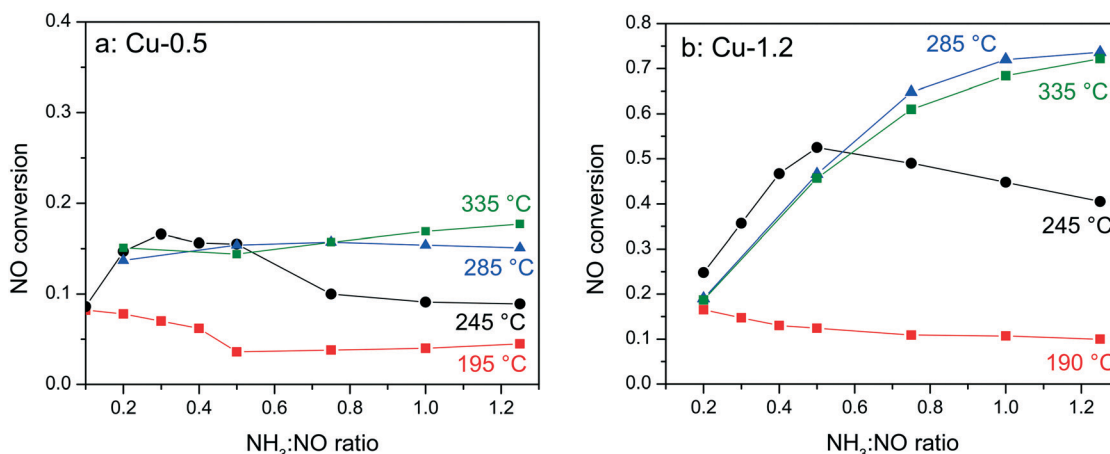 a: Cu-0.5
NO conversion
0.4
0.3
0.2
0.1
0.0
335 °C
285 °C
245 °C
195 °C
0.2 0.4 0.6 0.8 1.0 1.2
NH3:NO ratio
b: Cu-1.2
NO conversion
0.8
0.7
0.6
0.5
0.4
0.3
0.2
0.1
0.0
285 °C
335 °C
245 °C
190 °C
0.2 0.4 0.6 0.8 1.0 1.2
NH3:NO ratio